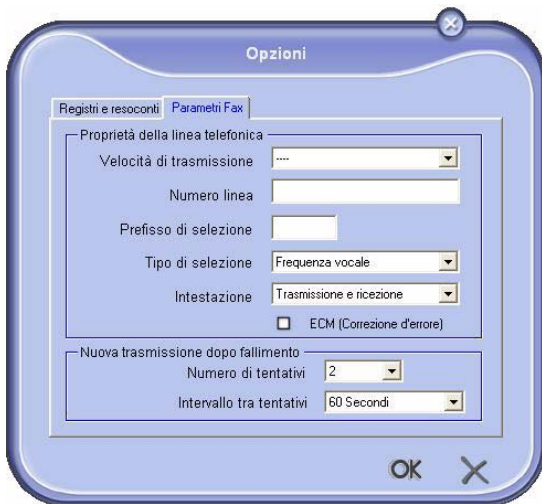 Opzioni
Registri e resoconti Parametri Fax
Proprietà della linea telefonica
Velocità di trasmissione ----
Numero linea
Prefisso di selezione
Tipo di selezione Frequenza vocale
Intestazione Trasmissione e ricezione
ECM (Correzione d'errore)
Nuova trasmissione dopo fallimento
Numero di tentativi 2
Intervallo tra tentativi 60 Secondi
OK